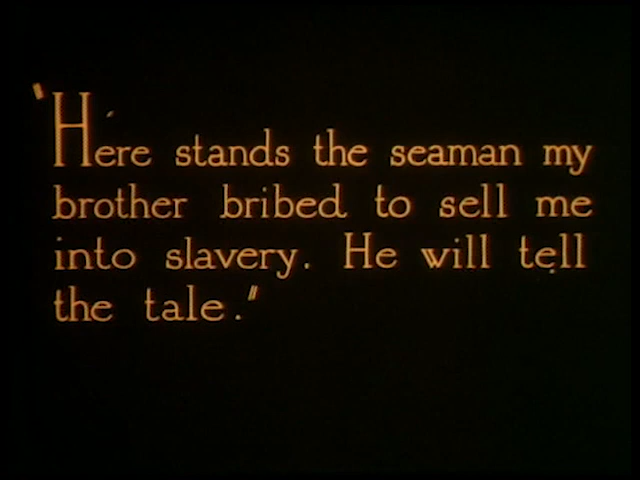 "Here stands the seaman my
brother bribed to sell me
into slavery. He will tell
the tale."